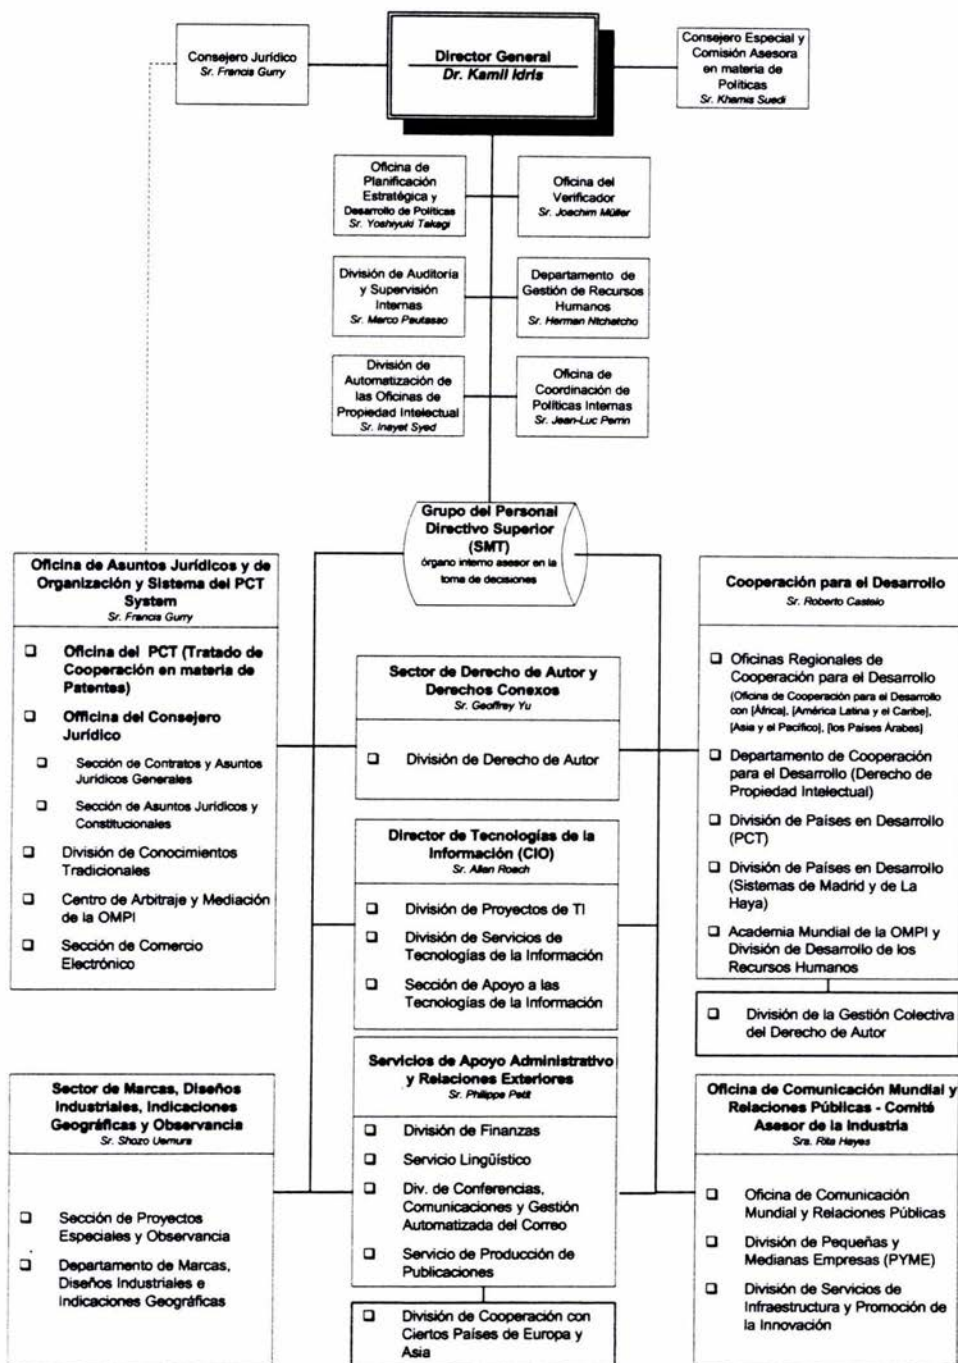 Consejero Jurídico
Sr. Francis Gurry
Director General
Dr. Kamil Idris
Consejero Especial y
Comisión Asesora
en materia de
Políticas
Sr. Khamis Suedi
Oficina de
Planificación
Estratégica y
Desarrollo de Políticas
Sr. Yoshiyuki Takagi
Oficina del
Verificador
Sr. Joachim Müller
División de Auditoría
y Supervisión
Internas
Sr. Marco Pautasso
Departamento de
Gestión de Recursos
Humanos
Sr. Herman Ntchatcho
División de
Automatización de
las Oficinas de
Propiedad Intelectual
Sr. Inayet Syed
Oficina de
Coordinación de
Políticas Internas
Sr. Jean-Luc Perrin
Grupo del Personal
Directivo Superior
(SMT)
órgano interno asesor en la
toma de decisiones
Oficina de Asuntos Jurídicos y de
Organización y Sistema del PCT
System
Sr. Francis Gurry
Oficina del PCT (Tratado de
Cooperación en materia de
Patentes)
Officina del Consejero
Jurídico
Sección de Contratos y Asuntos
Jurídicos Generales
Sección de Asuntos Jurídicos y
Constitucionales
División de Conocimientos
Tradicionales
Centro de Arbitraje y Mediación
de la OMPI
Sección de Comercio
Electrónico
Sector de Derecho de Autor y
Derechos Conexos
Sr. Geoffrey Yu
División de Derecho de Autor
Director de Tecnologías de la
Información (CIO)
Sr. Allen Roach
División de Proyectos de TI
División de Servicios de
Tecnologías de la Información
Sección de Apoyo a las
Tecnologías de la Información
Cooperación para el Desarrollo
Sr. Roberto Castelo
Oficinas Regionales de
Cooperación para el Desarrollo
(Oficina de Cooperación para el Desarrollo
con [África], [América Latina y el Caribe],
[Asia y el Pacífico], [los Países Árabes]
Departamento de Cooperación
para el Desarrollo (Derecho de
Propiedad Intelectual)
División de Países en Desarrollo
(PCT)
División de Países en Desarrollo
(Sistemas de Madrid y de La
Haya)
Academia Mundial de la OMPI y
División de Desarrollo de los
Recursos Humanos
División de la Gestión Colectiva
del Derecho de Autor
Sector de Marcas, Diseños
Industriales, Indicaciones
Geográficas y Observancia
Sr. Shozo Uemura
Sección de Proyectos
Especiales y Observancia
Departamento de Marcas,
Diseños Industriales e
Indicaciones Geográficas
Servicios de Apoyo Administrativo
y Relaciones Exteriores
Sr. Philippe Petit
División de Finanzas
Servicio Lingüístico
Div. de Conferencias,
Comunicaciones y Gestión
Automatizada del Correo
Servicio de Producción de
Publicaciones
División de Cooperación con
Ciertos Países de Europa y
Asia
Oficina de Comunicación Mundial y
Relaciones Públicas - Comité
Asesor de la Industria
Sra. Rita Hayes
Oficina de Comunicación
Mundial y Relaciones Públicas
División de Pequeñas y
Medianas Empresas (PYME)
División de Servicios de
Infraestructura y Promoción de
la Innovación